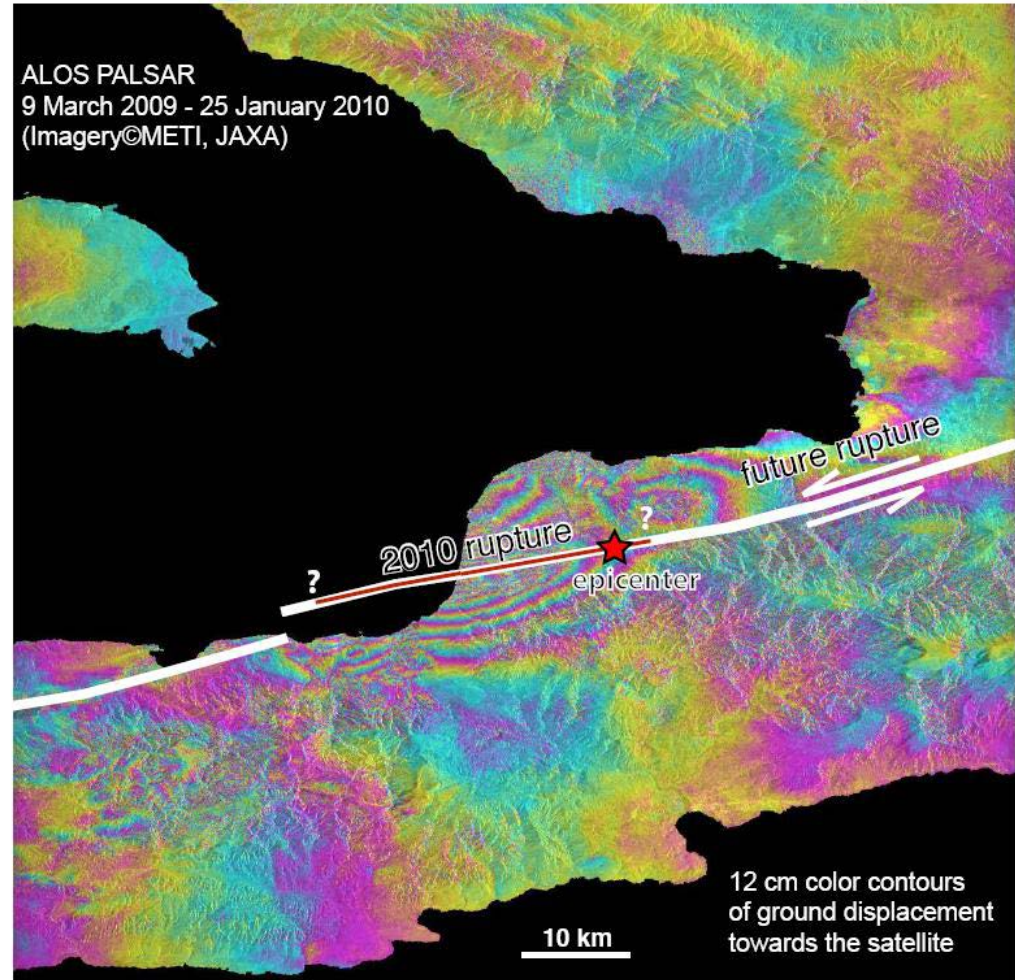 ALOS PALSAR
9 March 2009 - 25 January 2010
(Imagery©METI, JAXA)
future rupture
?
2010 rupture
?
epicenter
12 cm color contours
of ground displacement
towards the satellite
10 km